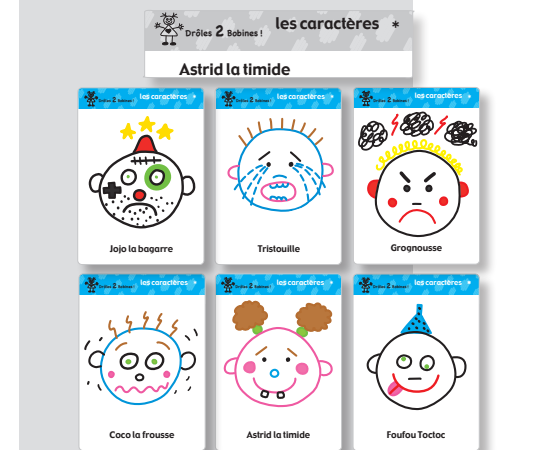 Drôles 2 Bobines !
les caractères *
Astrid la timide
Drôles 2 Bobines !
les caractères *
Jojo la bagarre
Drôles 2 Bobines !
les caractères *
Tristouille
Drôles 2 Bobines !
les caractères *
Grognousse
Drôles 2 Bobines !
les caractères *
Coco la frousse
Drôles 2 Bobines !
les caractères *
Astrid la timide
Drôles 2 Bobines !
les caractères *
Foufou Toctoc